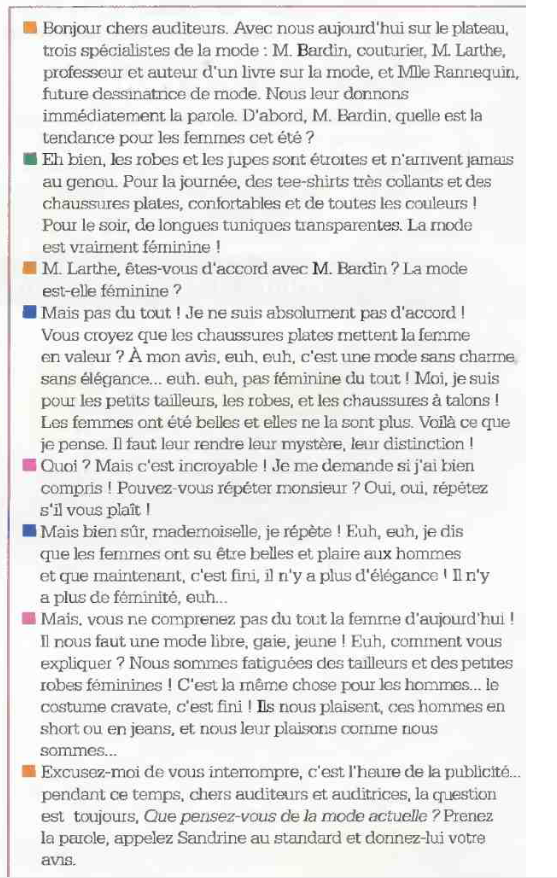 Bonjour chers auditeurs. Avec nous aujourd'hui sur le plateau,
trois spécialistes de la mode : M. Bardin, couturier, M. Larthe,
professeur et auteur d'un livre sur la mode, et Mlle Rannequin,
future dessinatrice de mode. Nous leur donnons
immédiatement la parole. D'abord, M. Bardin, quelle est la
tendance pour les femmes cet été ?
Eh bien, les robes et les jupes sont étroites et n'arrivent jamais
au genou. Pour la journée, des tee-shirts très collants et des
chaussures plates, confortables et de toutes les couleurs !
Pour le soir, de longues tuniques transparentes. La mode
est vraiment féminine !
M. Larthe, êtes-vous d'accord avec M. Bardin ? La mode
est-elle féminine ?
Mais pas du tout ! Je ne suis absolument pas d'accord !
Vous croyez que les chaussures plates mettent la femme
en valeur ? À mon avis, euh, euh, c'est une mode sans charme,
sans élégance... euh. euh, pas féminine du tout ! Moi, je suis
pour les petits tailleurs, les robes, et les chaussures à talons !
Les femmes ont été belles et elles ne la sont plus. Voilà ce que
je pense. Il faut leur rendre leur mystère, leur distinction !
Quoi ? Mais c'est incroyable ! Je me demande si j'ai bien
compris ! Pouvez-vous répéter monsieur ? Oui, oui, répétez
s'il vous plaît !
Mais bien sûr, mademoiselle, je répète ! Euh, euh, je dis
que les femmes ont su être belles et plaire aux hommes
et que maintenant, c'est fini, il n'y a plus d'élégance ! Il n'y
a plus de féminité, euh...
Mais, vous ne comprenez pas du tout la femme d'aujourd'hui !
Il nous faut une mode libre, gaie, jeune ! Euh, comment vous
expliquer ? Nous sommes fatiguées des tailleurs et des petites
robes féminines ! C'est la même chose pour les hommes... le
costume cravate, c'est fini ! Ils nous plaisent, ces hommes en
short ou en jeans, et nous leur plaisons comme nous
sommes...
Excusez-moi de vous interrompre, c'est l'heure de la publicité...
pendant ce temps, chers auditeurs et auditrices, la question
est toujours, Que pensez-vous de la mode actuelle ? Prenez
la parole, appelez Sandrine au standard et donnez-lui votre
avis.